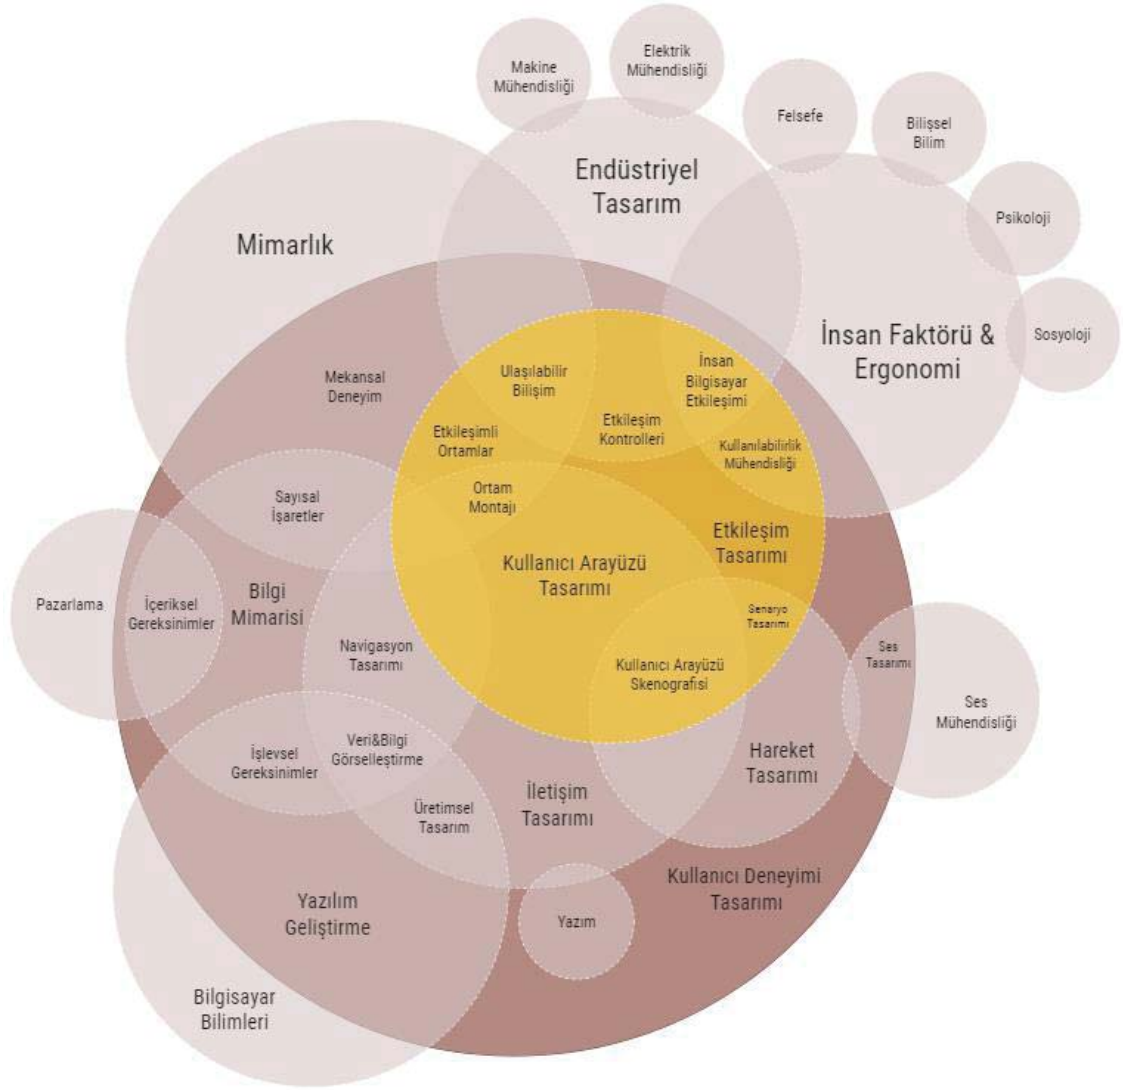 Makine
Mühendisliği
Elektrik
Mühendisliği
Felsefe
Bilişsel
Bilim
Psikoloji
Sosyoloji
Endüstriyel
Tasarım
Mimarlık
İnsan Faktörü &
Ergonomi
Mekansal
Deneyim
Ulaşılabilir
Bilişim
İnsan
Bilgisayar
Etkileşimi
Etkileşimli
Ortamlar
Etkileşim
Kontrolleri
Kullanılabilirlik
Mühendisliği
Sayısal
İşaretler
Ortam
Montajı
Etkileşim
Tasarımı
Kullanıcı Arayüzü
Tasarımı
Pazarlama
İçeriksel
Gereksinimler
Bilgi
Mimarisi
Senaryo
Tasarımı
Navigasyon
Tasarımı
Kullanıcı Arayüzü
Skenografisi
Ses
Tasarımı
Ses
Mühendisliği
İşlevsel
Gereksinimler
Veri&Bilgi
Görselleştirme
Hareket
Tasarımı
Üretimsel
Tasarım
İletişim
Tasarımı
Kullanıcı Deneyimi
Tasarımı
Yazılım
Geliştirme
Yazım
Bilgisayar
Bilimleri